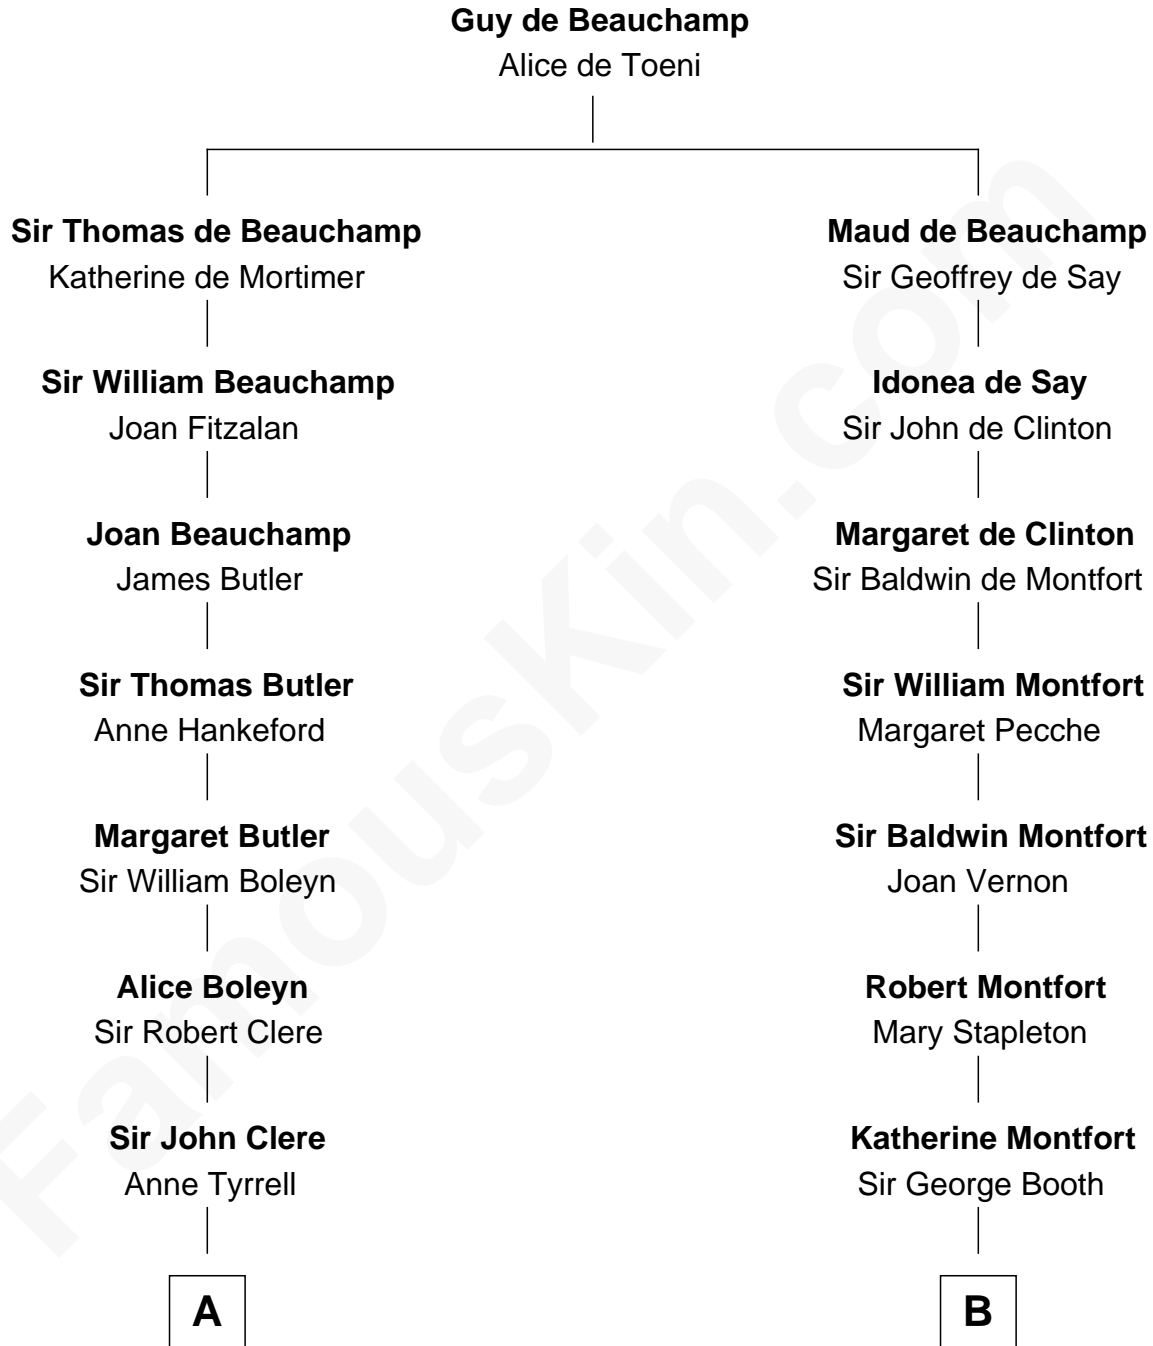 Guy de Beauchamp
Alice de Toeni
Sir Thomas de Beauchamp
Katherine de Mortimer
Maud de Beauchamp
Sir Geoffrey de Say
Sir William Beauchamp
Joan Fitzalan
Idonea de Say
Sir John de Clinton
Joan Beauchamp
James Butler
Margaret de Clinton
Sir Baldwin de Montfort
Sir Thomas Butler
Anne Hankeford
Sir William Montfort
Margaret Pecche
Margaret Butler
Sir William Boleyn
Sir Baldwin Montfort
Joan Vernon
Alice Boleyn
Sir Robert Clere
Robert Montfort
Mary Stapleton
Sir John Clere
Anne Tyrrell
Katherine Montfort
Sir George Booth
A
B
FamousKin.com